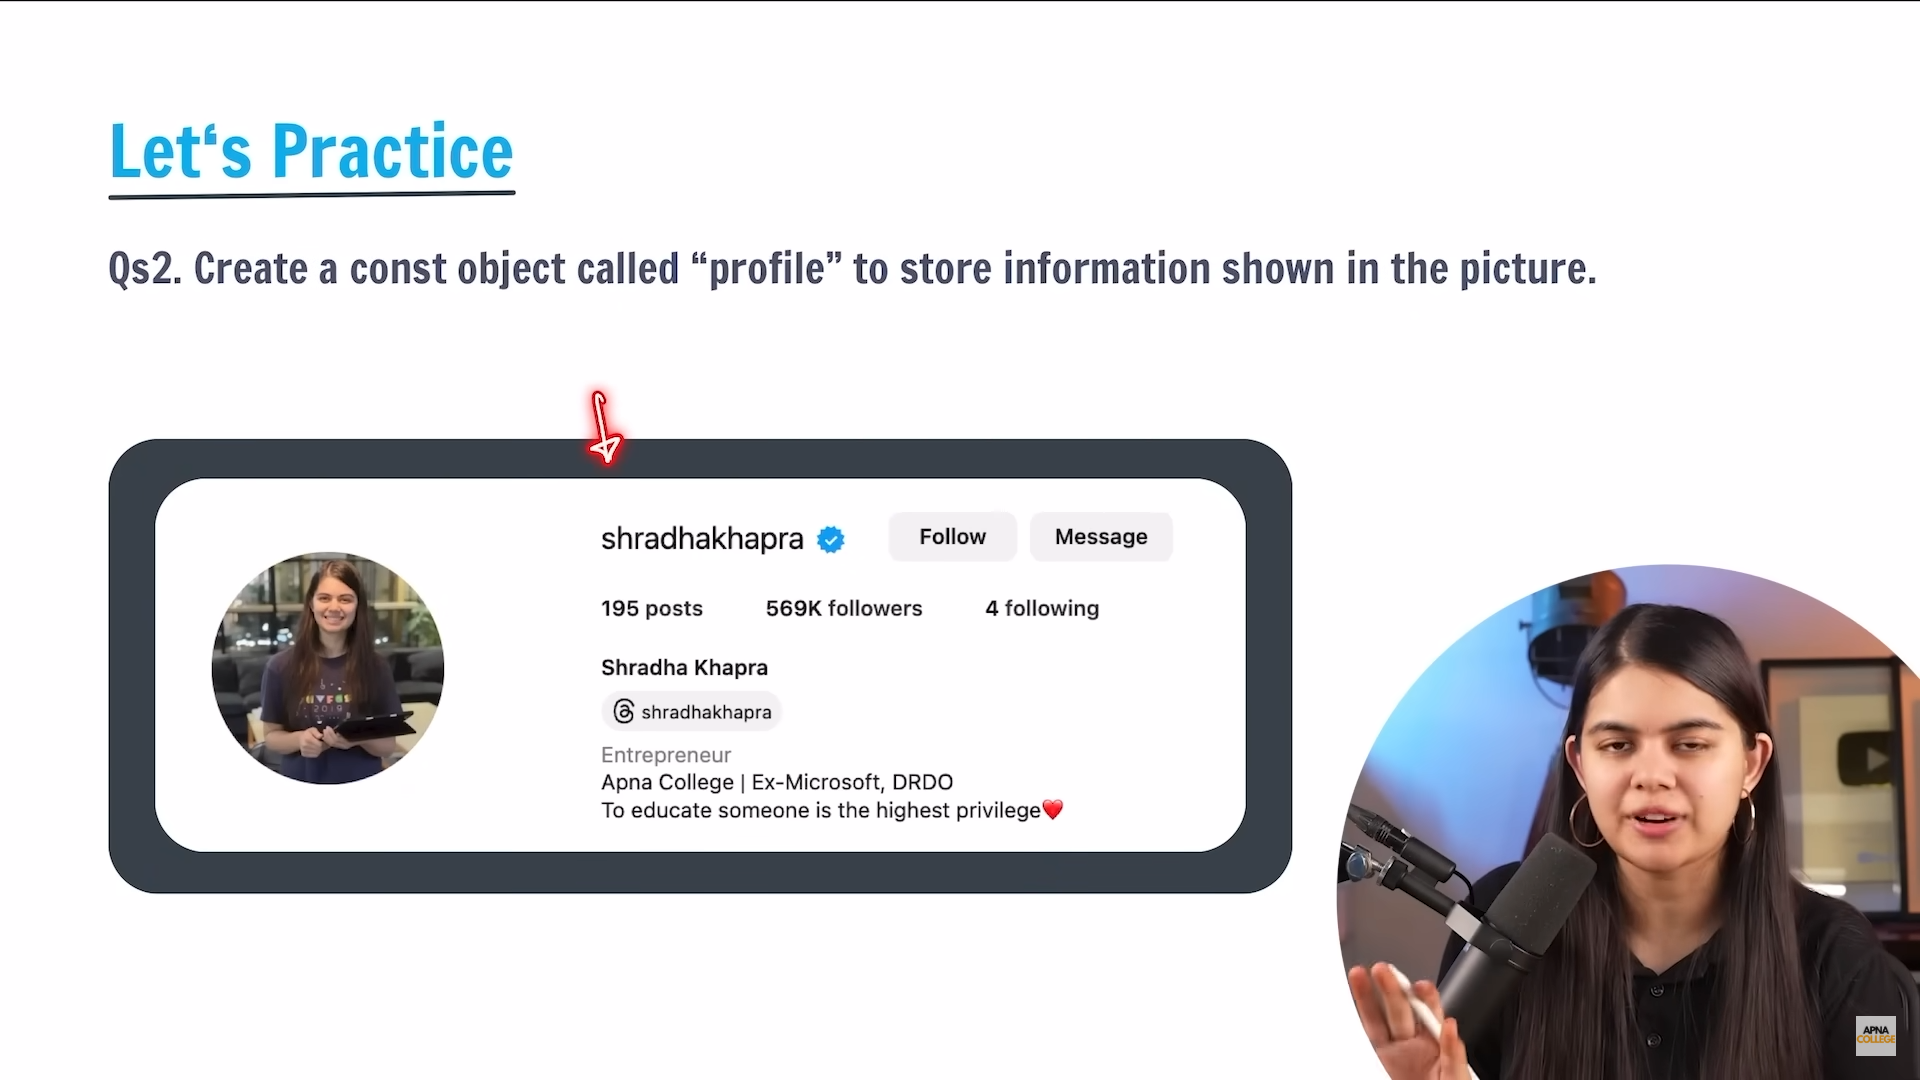 Let‘s Practice
Qs2. Create a const object called “profile” to store information shown in the picture.
shradhakhapra Follow Message
195 posts 569K followers 4 following
Shradha Khapra
shradhakhapra
Entrepreneur
Apna College | Ex-Microsoft, DRDO
To educate someone is the highest privilege❤️
2019
APNA
COLLEGE